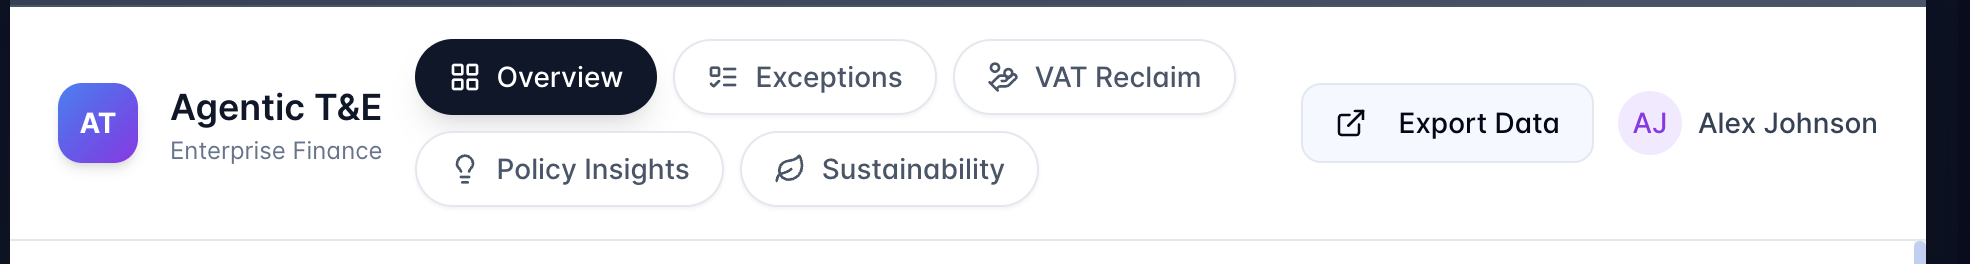 AT
Agentic T&E
Enterprise Finance
Overview
Exceptions
VAT Reclaim
Policy Insights
Sustainability
Export Data
AJ
Alex Johnson